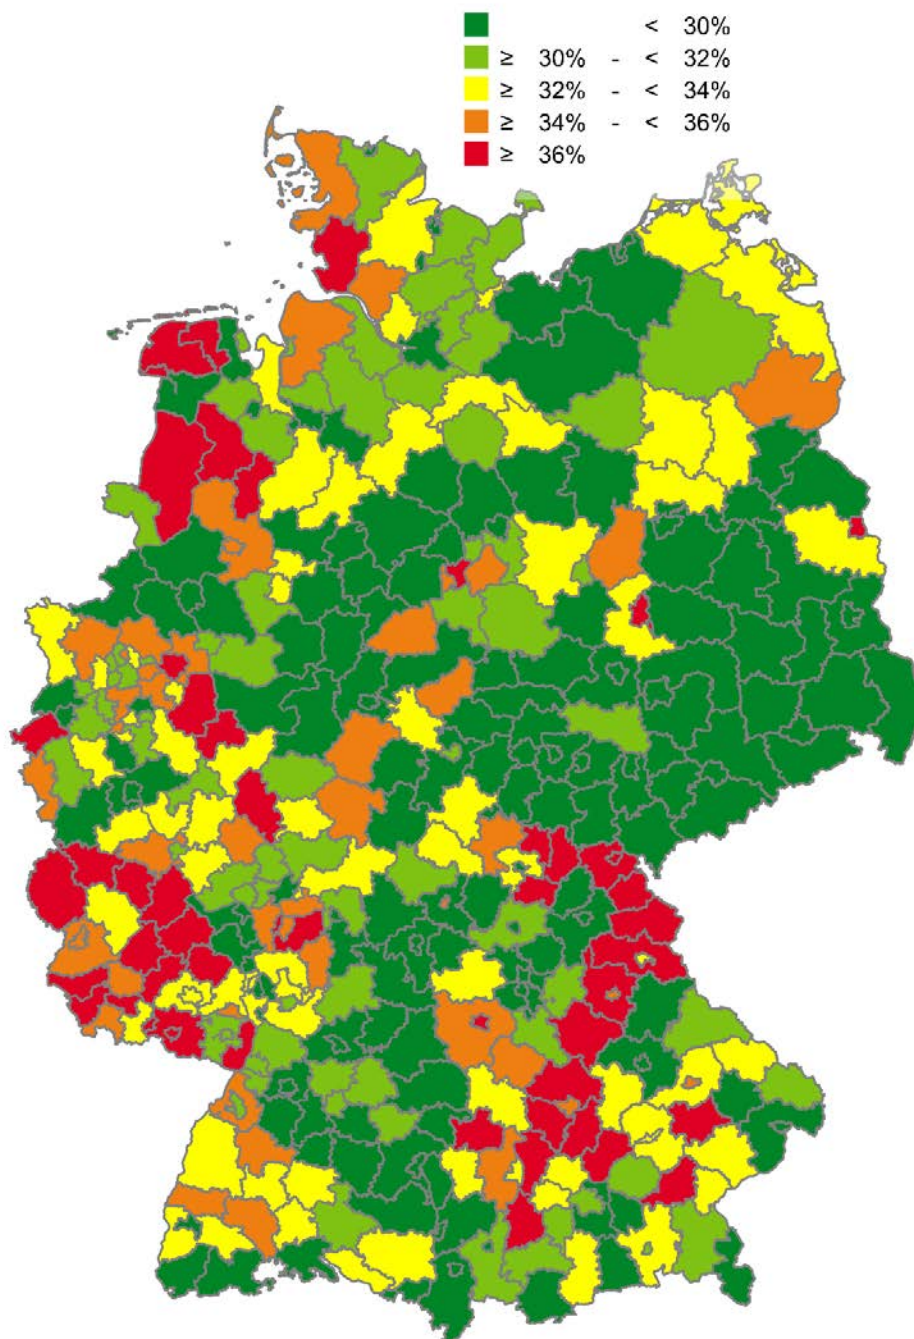 < 30%
≥ 30% - < 32%
≥ 32% - < 34%
≥ 34% - < 36%
≥ 36%